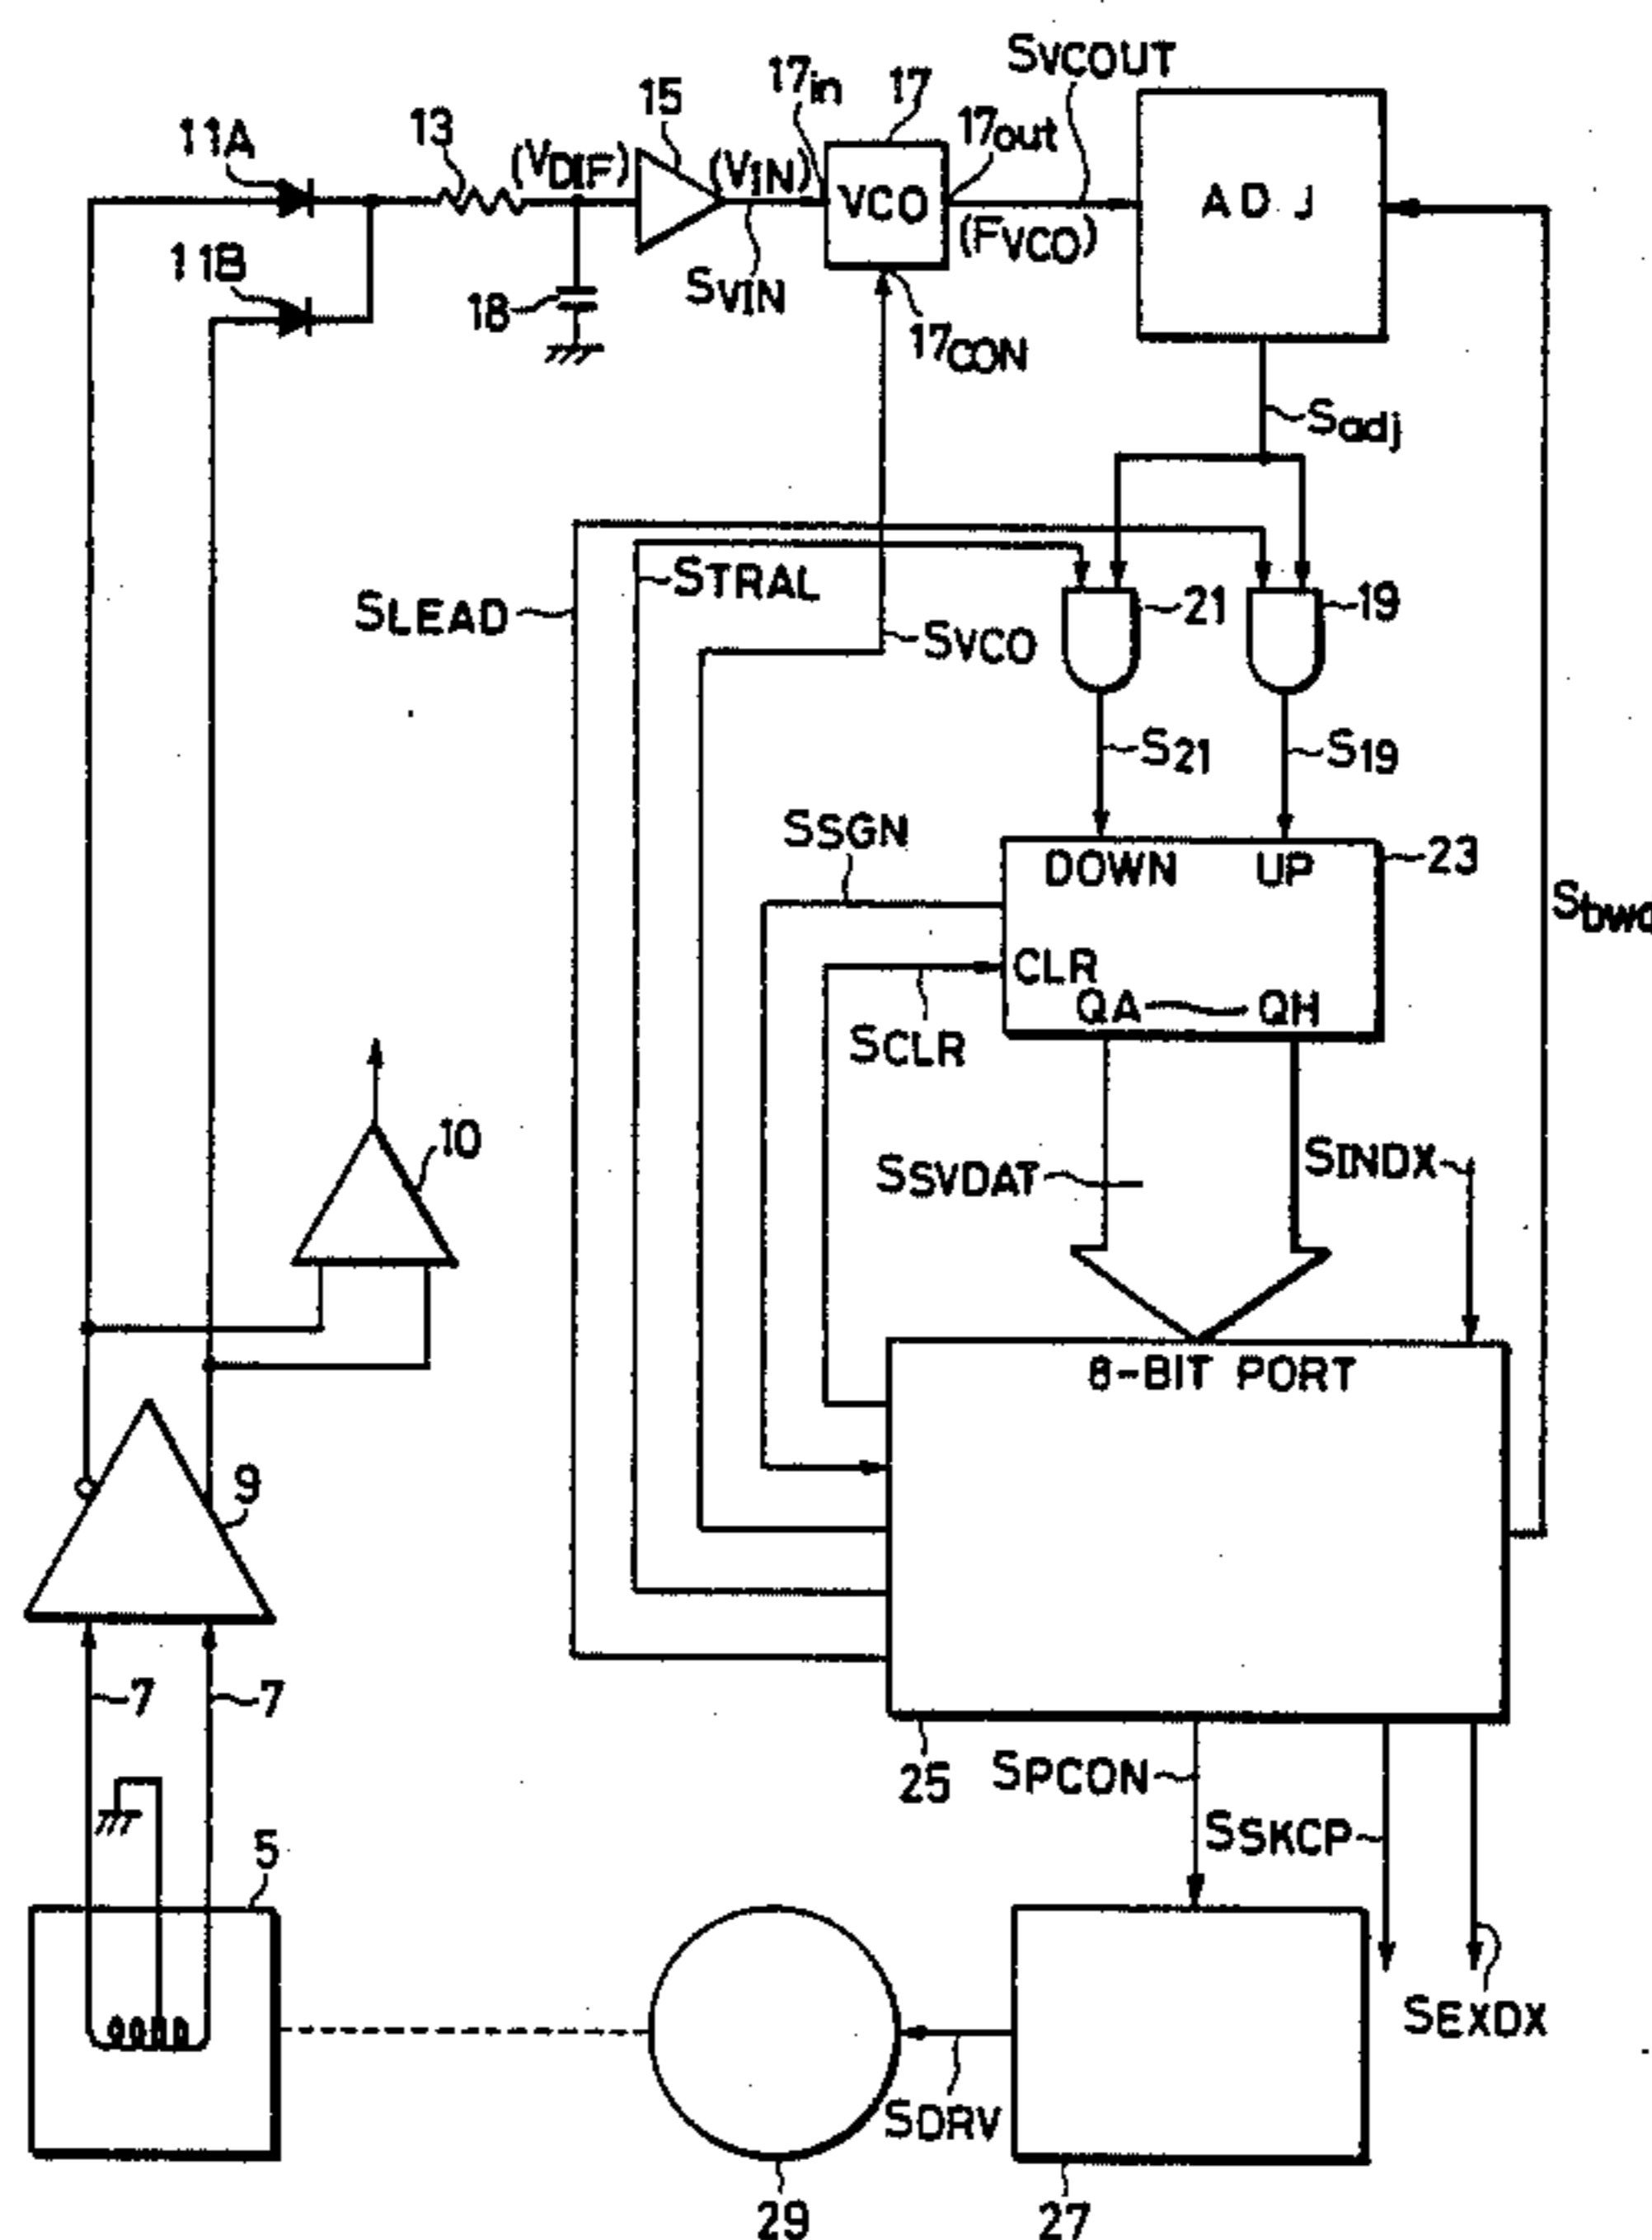 SVCOUT
17in
17
15
17out
13
11A
(VDIF)
(VIN)
VCO
ADJ
(FVCO)
11B
SVIN
18
17CON
Sadj
STRAL
SLEAD
21
19
SVCO
S21
S19
SSGN
DOWN
UP
23
CLR
QA
QH
SCLR
10
SSVDAT
SINDX
8-BIT PORT
9
7
7
25
SPCON
SSKCP
5
SEXDX
SDRV
29
27